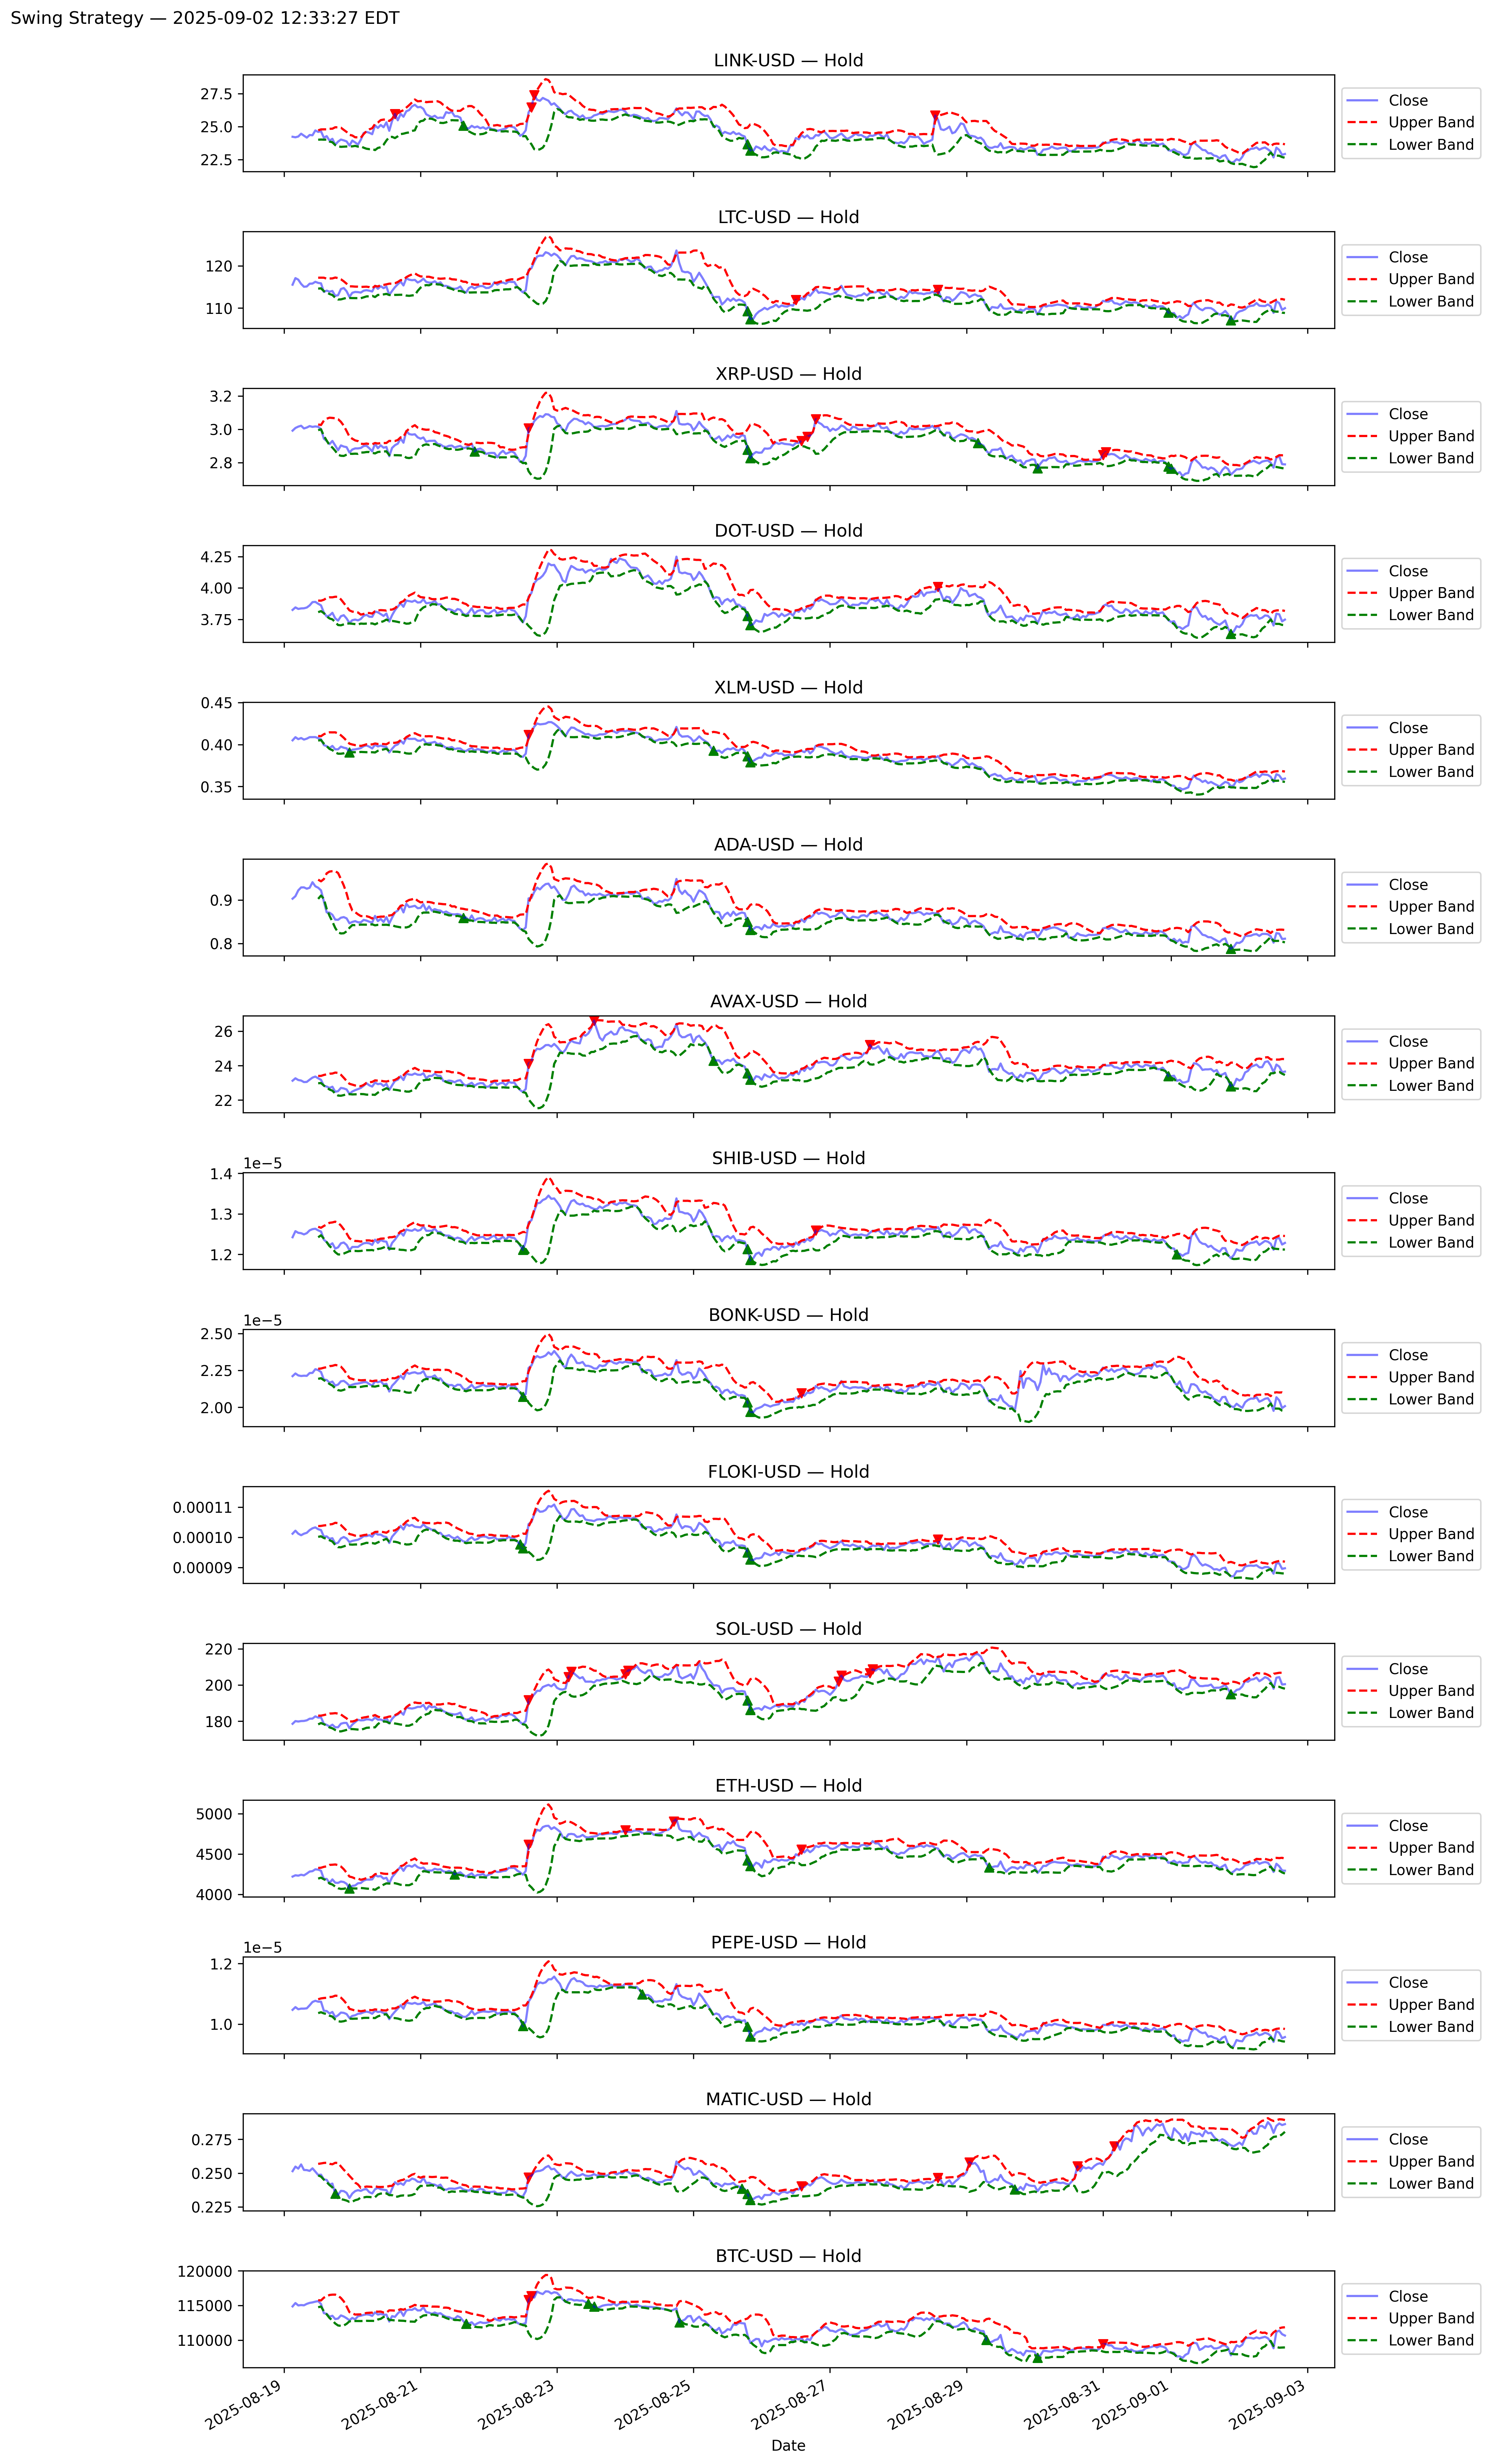 Swing Strategy — 2025-09-02 12:33:27 EDT
LINK-USD — Hold
27.5
25.0
22.5
Close
Upper Band
Lower Band
LTC-USD — Hold
120
110
Close
Upper Band
Lower Band
XRP-USD — Hold
3.2
3.0
2.8
Close
Upper Band
Lower Band
DOT-USD — Hold
4.25
4.00
3.75
Close
Upper Band
Lower Band
XLM-USD — Hold
0.45
0.40
0.35
Close
Upper Band
Lower Band
ADA-USD — Hold
0.9
0.8
Close
Upper Band
Lower Band
AVAX-USD — Hold
26
24
22
Close
Upper Band
Lower Band
SHIB-USD — Hold
1e−5
1.4
1.3
1.2
Close
Upper Band
Lower Band
BONK-USD — Hold
1e−5
2.50
2.25
2.00
Close
Upper Band
Lower Band
FLOKI-USD — Hold
0.00011
0.00010
0.00009
Close
Upper Band
Lower Band
SOL-USD — Hold
220
200
180
Close
Upper Band
Lower Band
ETH-USD — Hold
5000
4500
4000
Close
Upper Band
Lower Band
PEPE-USD — Hold
1e−5
1.2
1.0
Close
Upper Band
Lower Band
MATIC-USD — Hold
0.275
0.250
0.225
Close
Upper Band
Lower Band
BTC-USD — Hold
120000
115000
110000
Close
Upper Band
Lower Band
2025-08-19
2025-08-21
2025-08-23
2025-08-25
2025-08-27
2025-08-29
2025-08-31
2025-09-01
2025-09-03
Date